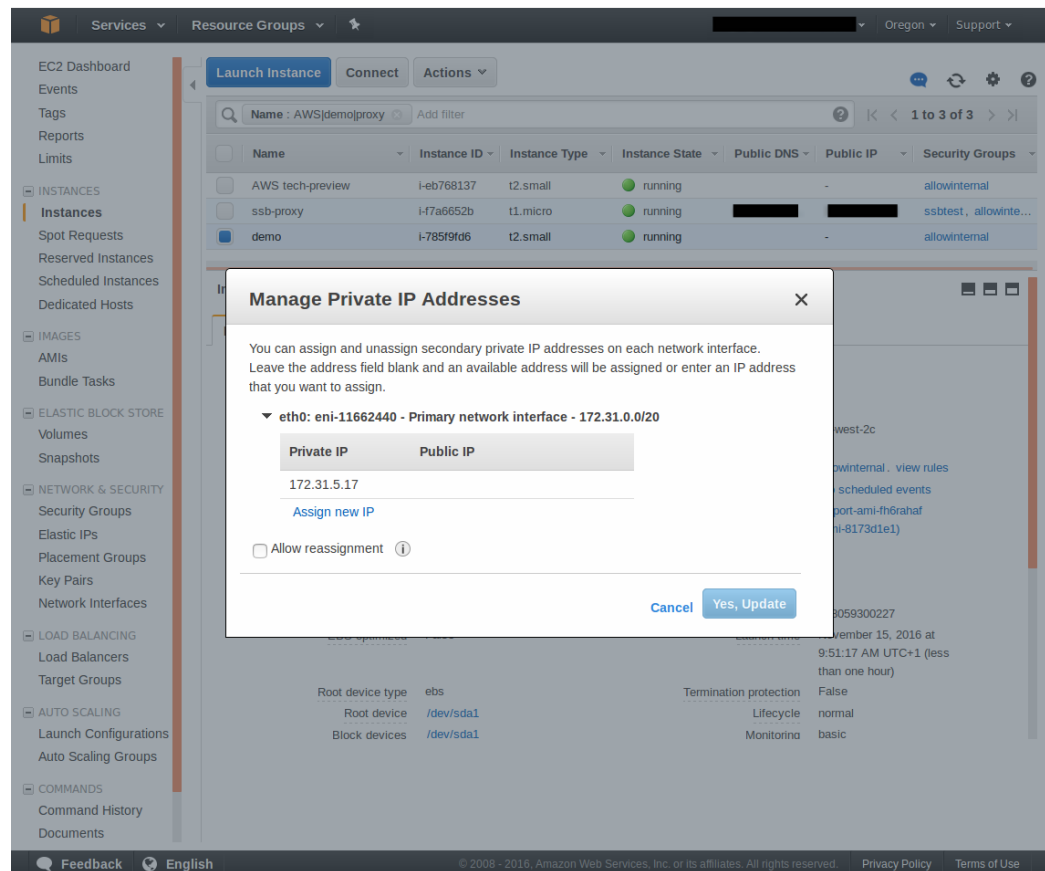 Services Resource Groups Oregon Support
EC2 Dashboard
Events
Tags
Reports
Limits
INSTANCES
Instances
Spot Requests
Reserved Instances
Scheduled Instances
Dedicated Hosts
IMAGES
AMIs
Bundle Tasks
ELASTIC BLOCK STORE
Volumes
Snapshots
NETWORK & SECURITY
Security Groups
Elastic IPs
Placement Groups
Key Pairs
Network Interfaces
LOAD BALANCING
Load Balancers
Target Groups
AUTO SCALING
Launch Configurations
Auto Scaling Groups
COMMANDS
Command History
Documents
Launch Instance Connect Actions
Name : AWS|demo|proxy Add filter 1 to 3 of 3
Name Instance ID Instance Type Instance State Public DNS Public IP Security Groups
AWS tech-preview i-eb768137 t2.small running - allowinternal
ssb-proxy i-f7a6652b t1.micro running ssbtest, allowinte...
demo i-785f9fd6 t2.small running - allowinternal
Manage Private IP Addresses
You can assign and unassign secondary private IP addresses on each network interface.
Leave the address field blank and an available address will be assigned or enter an IP address
that you want to assign.
eth0: eni-11662440 - Primary network interface - 172.31.0.0/20
Private IP Public IP
172.31.5.17
Assign new IP
Allow reassignment
Cancel Yes, Update
west-2c
view rules
scheduled events
November 15, 2016 at
9:51:17 AM UTC+1 (less
than one hour)
Root device type ebs Termination protection False
Root device /dev/sda1 Lifecycle normal
Block devices /dev/sda1 Monitoring basic
Feedback English © 2008 - 2016, Amazon Web Services, Inc. or its affiliates. All rights reserved. Privacy Policy Terms of Use